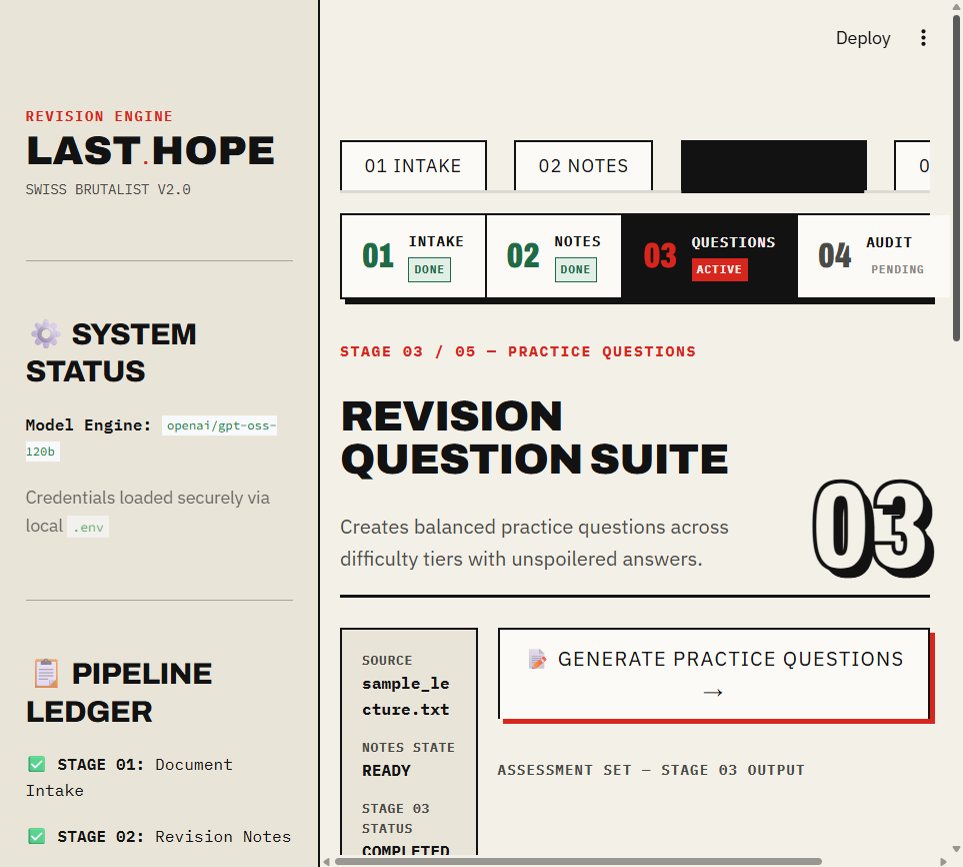 Deploy
REVISION ENGINE
LAST.HOPE
SWISS BRUTALIST V2.0
SYSTEM
STATUS
Model Engine: openai/gpt-oss-
120b
Credentials loaded securely via
local .env
PIPELINE
LEDGER
STAGE 01: Document
Intake
STAGE 02: Revision Notes
01 INTAKE
02 NOTES
0
01 INTAKE DONE
02 NOTES DONE
03 QUESTIONS ACTIVE
04 AUDIT PENDING
STAGE 03 / 05 — PRACTICE QUESTIONS
REVISION
QUESTION SUITE
Creates balanced practice questions across
difficulty tiers with unspoilered answers.
03
SOURCE
sample_le
cture.txt
NOTES STATE
READY
STAGE 03
STATUS
COMPLETED
GENERATE PRACTICE QUESTIONS
→
ASSESSMENT SET — STAGE 03 OUTPUT